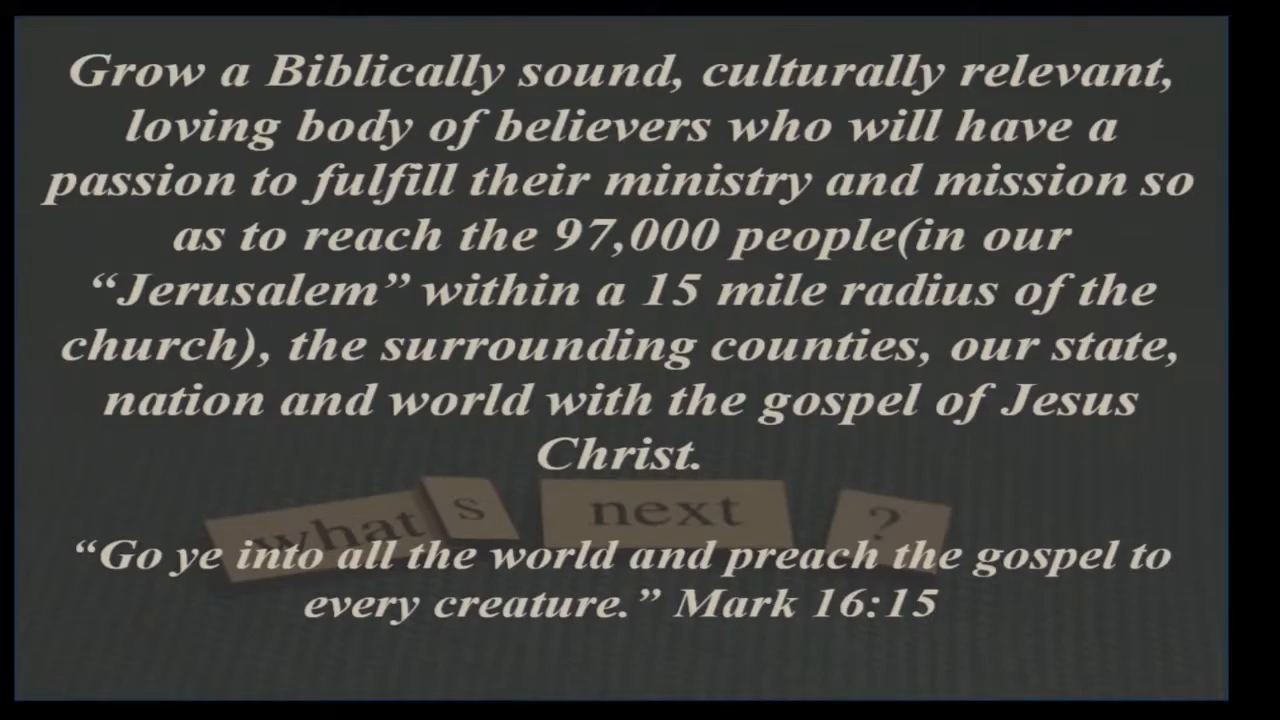 Grow a Biblically sound, culturally relevant,
loving body of believers who will have a
passion to fulfill their ministry and mission so
as to reach the 97,000 people(in our
“Jerusalem” within a 15 mile radius of the
church), the surrounding counties, our state,
nation and world with the gospel of Jesus
Christ.
what s next ?
“Go ye into all the world and preach the gospel to
every creature.” Mark 16:15